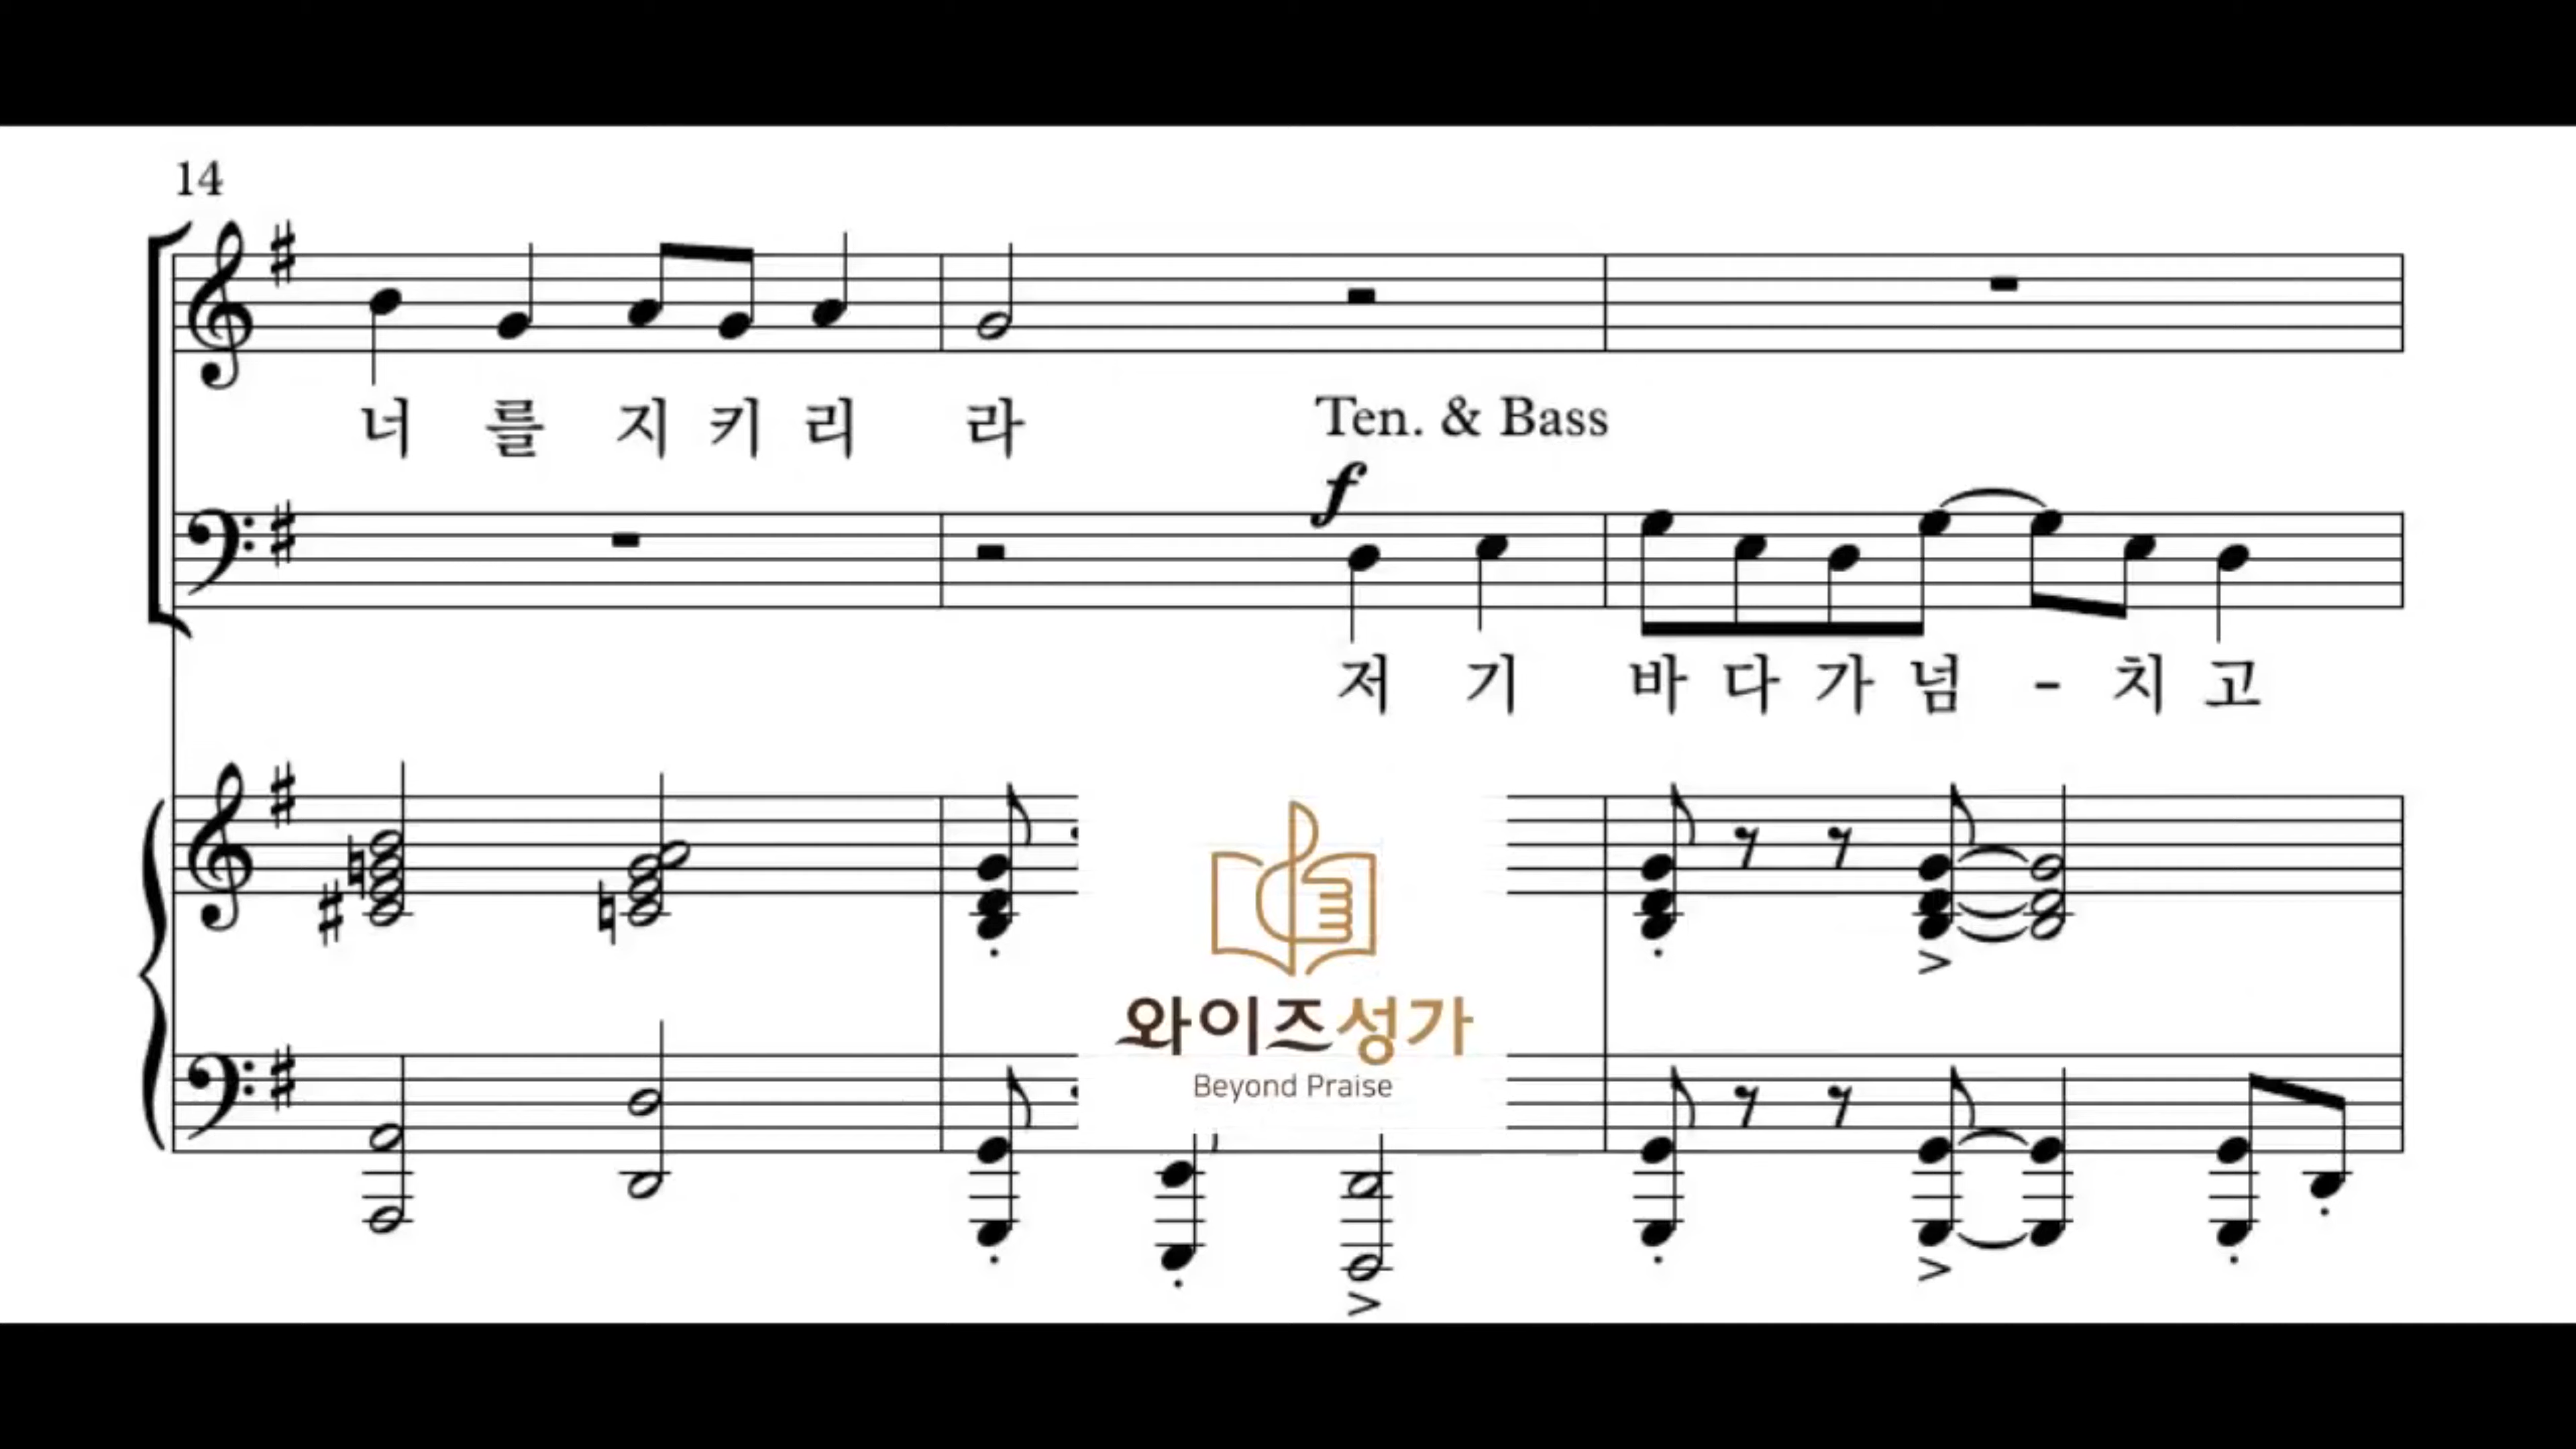 14
너 를 지 키 리 라
Ten. & Bass
f
저 기 바 다 가 넘 - 치 고
와이즈성가
Beyond Praise